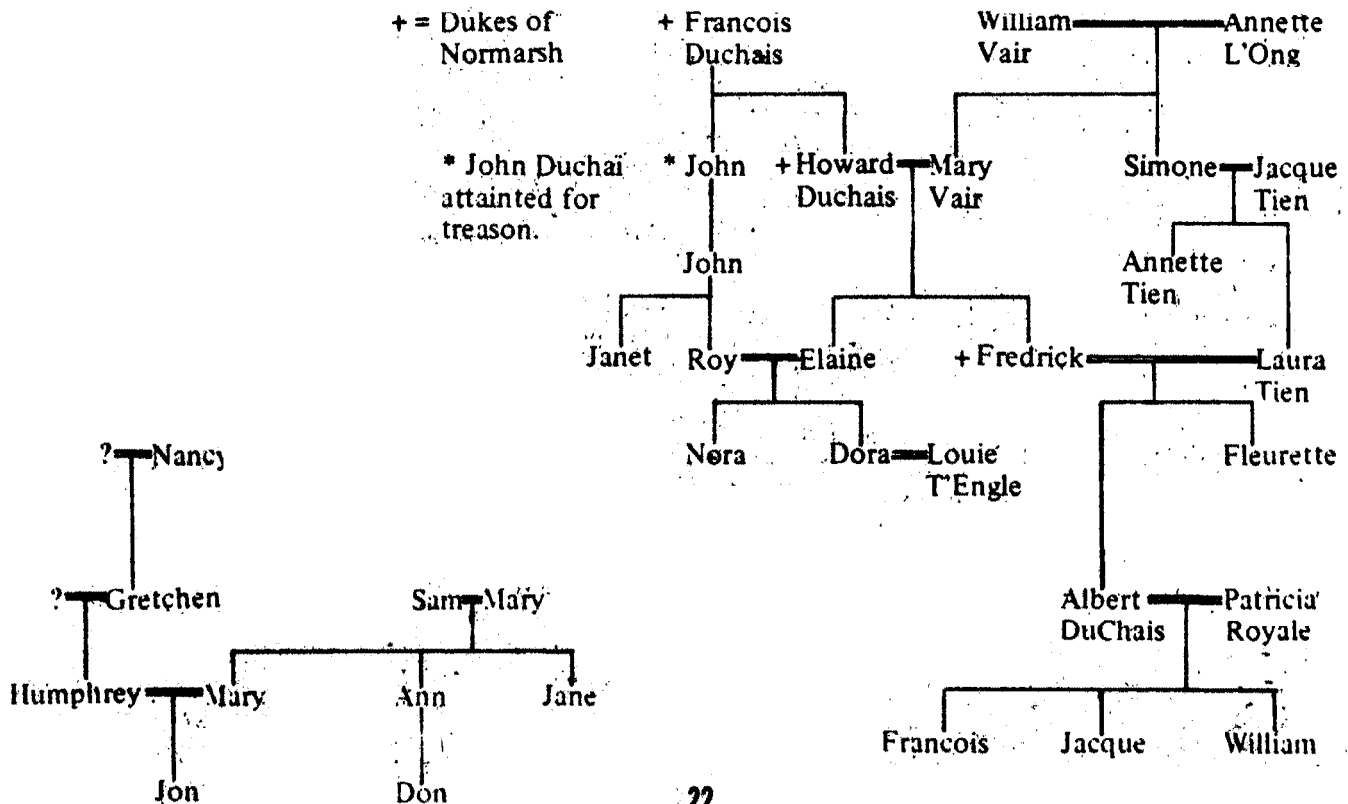 + = Dukes of
Normarsh
+ Francois
Duchais
William
Vair
Annette
L'Ong
* John Duchai
attainted for
treason.
* John
+ Howard
Duchais
Mary
Vair
Simone
Jacque
Tien
John
Annette
Tien
Janet
Roy
Elaine
+ Fredrick
Laura
Tien
? Nancy
Nora
Dora
Louie
T'Engle
Fleurette
? Gretchen
Sam
Mary
Albert
DuChais
Patricia
Royale
Humphrey
Mary
Ann
Jane
Francois
Jacque
William
Jon
Don
22